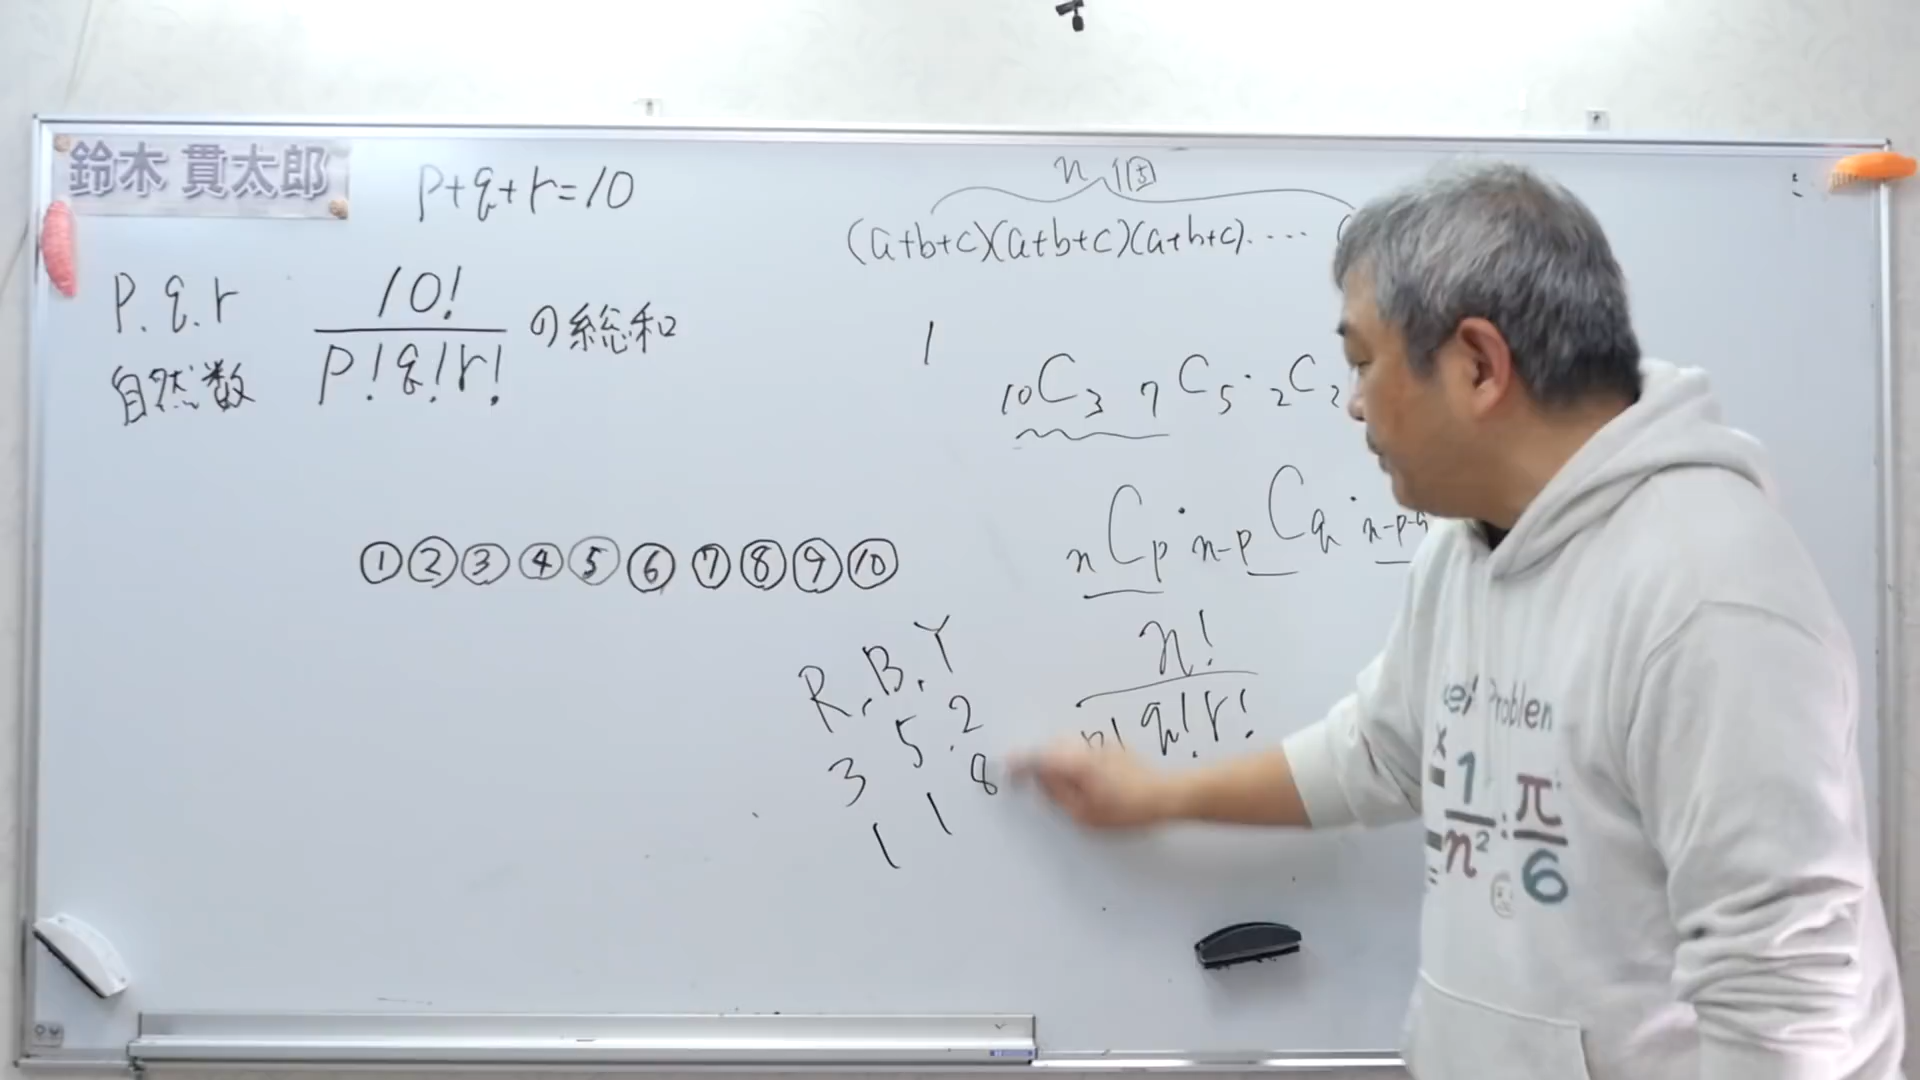 鈴木 貫太郎
p+q+r=10
p.q.r
自然数
10!
p!q!r!
の総和
n個
(a+b+c)(a+b+c)(a+b+c)....(
1
10C3 7C5・2C2
nCp・n-pCq・n-p-q
n!
p!q!r!
①②③④⑤⑥⑦⑧⑨⑩
R.B.Y
3 5.2
1 1 8
Problem
1
n²
π
6